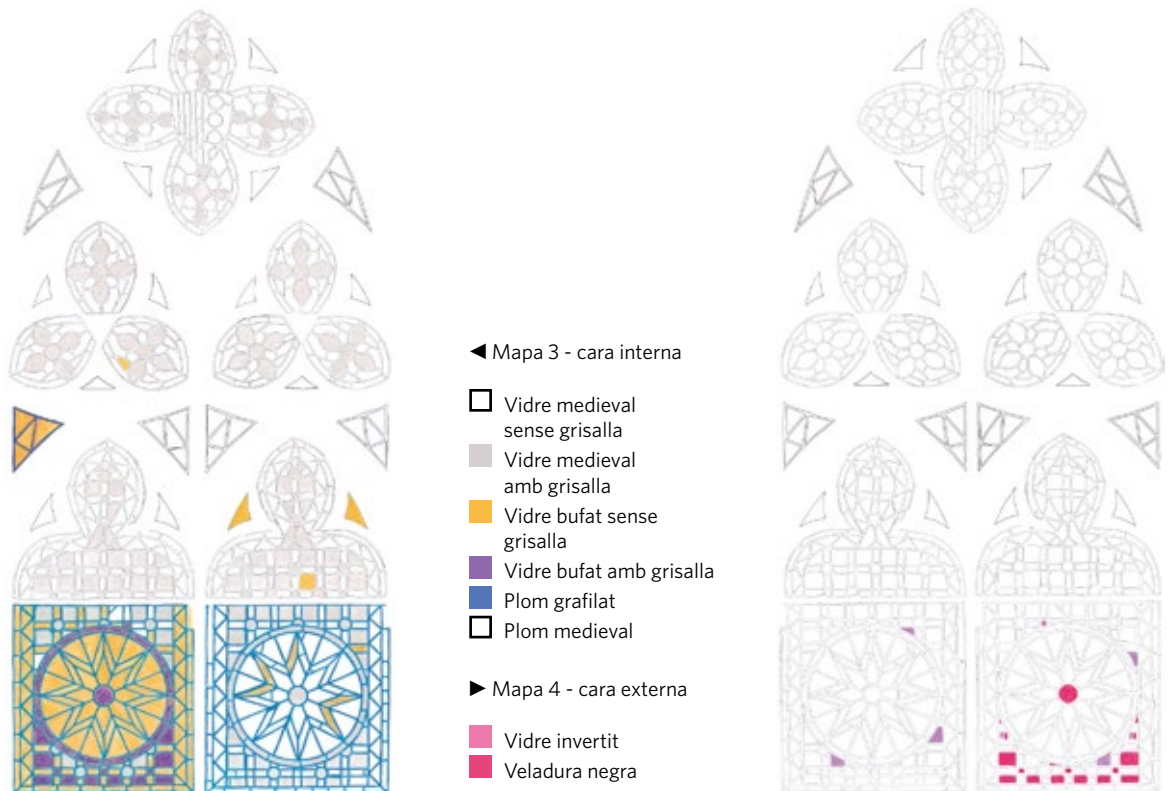 ◄ Mapa 3 - cara interna
Vidre medieval
sense grisalla
Vidre medieval
amb grisalla
Vidre bufat sense
grisalla
Vidre bufat amb grisalla
Plom grafilat
Plom medieval
► Mapa 4 - cara externa
Vidre invertit
Veladura negra